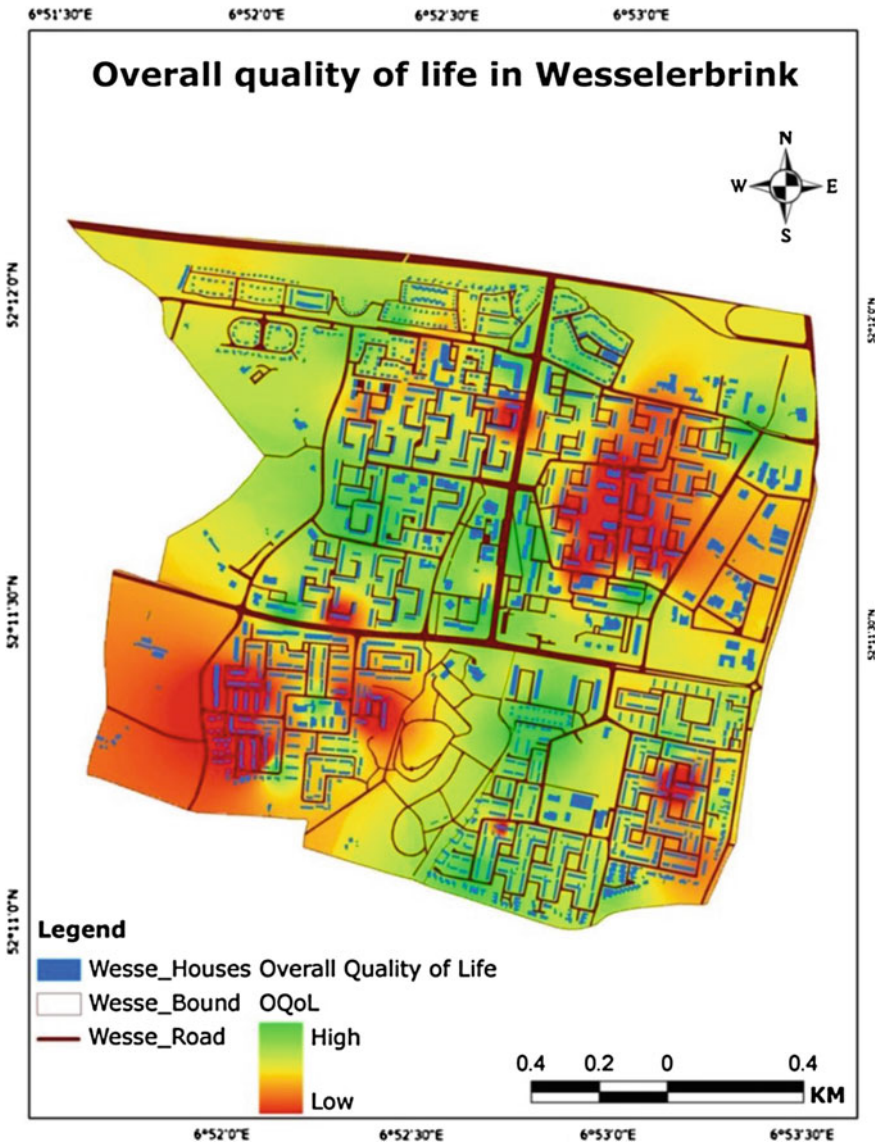 6°51'30"E 6°52'0"E 6°52'30"E 6°53'0"E
Overall quality of life in Wesselerbrink
N
W E
S
52°12'0"N
52°12'0"N
52°11'30"N
52°11'30"N
52°11'0"N
Legend
Wesse_Houses Overall Quality of Life
Wesse_Bound OQoL
Wesse_Road High
Low
0.4 0.2 0 0.4
KM
6°52'0"E 6°52'30"E 6°53'0"E 6°53'30"E